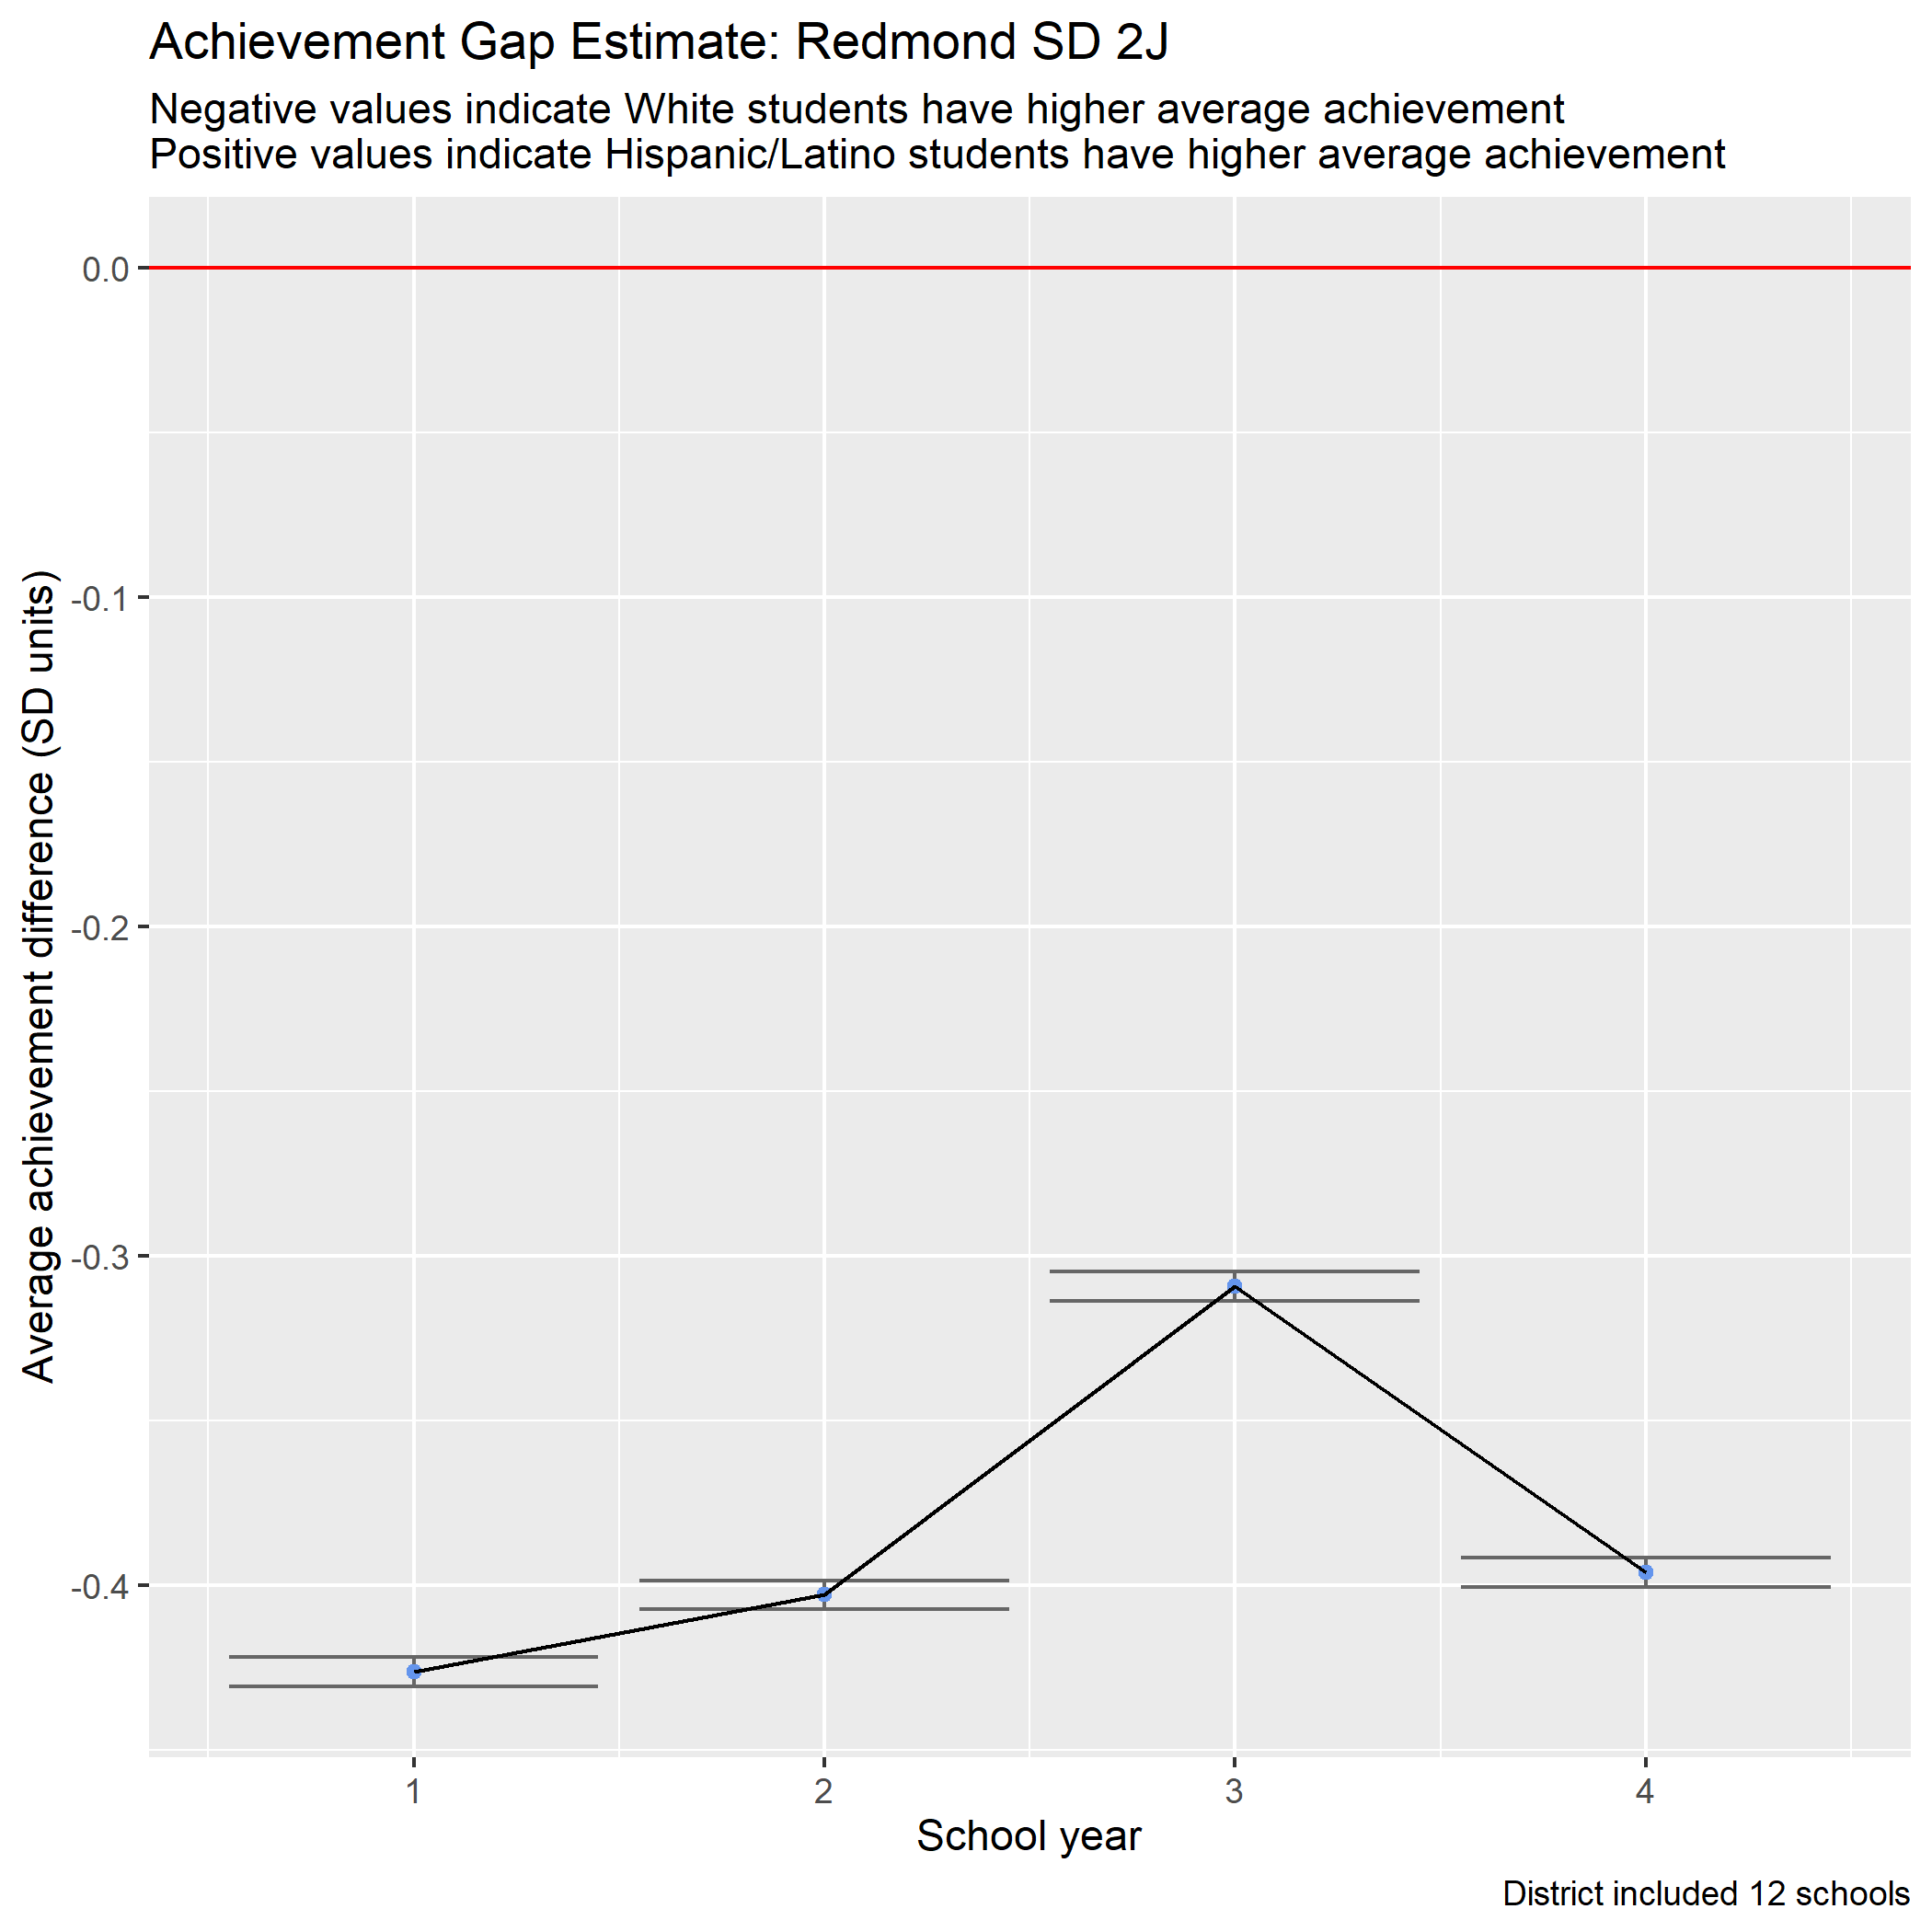 Achievement Gap Estimate: Redmond SD 2J
Negative values indicate White students have higher average achievement
Positive values indicate Hispanic/Latino students have higher average achievement
Average achievement difference (SD units)
0.0
-0.1
-0.2
-0.3
-0.4
1 2 3 4
School year
District included 12 schools